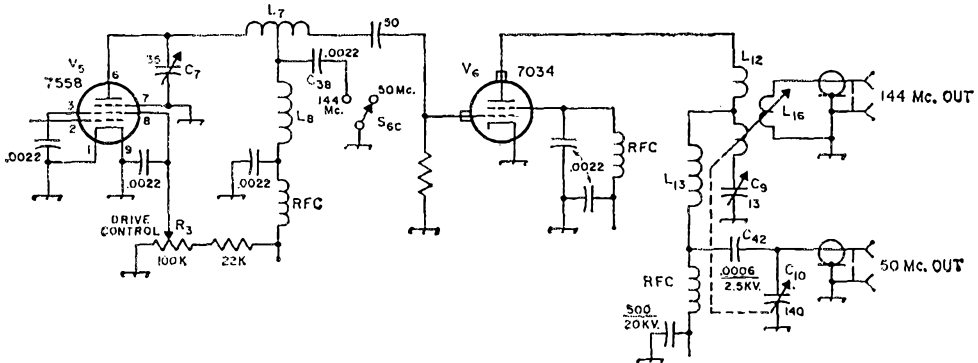 L7
50
V5
7558
6
35
C7
.0022
C38
144
Mc.
50 Mc.
S6C
V6
7034
L12
L16
144 Mc. OUT
3
2
7
8
1
9
.0022
.0022
L8
.0022
RFC
.0022
RFC
L13
C9
13
DRIVE
CONTROL
R3
100K
22K
C42
.0006
2.5KV.
C10
140
50 Mc. OUT
RFC
500
20KV.